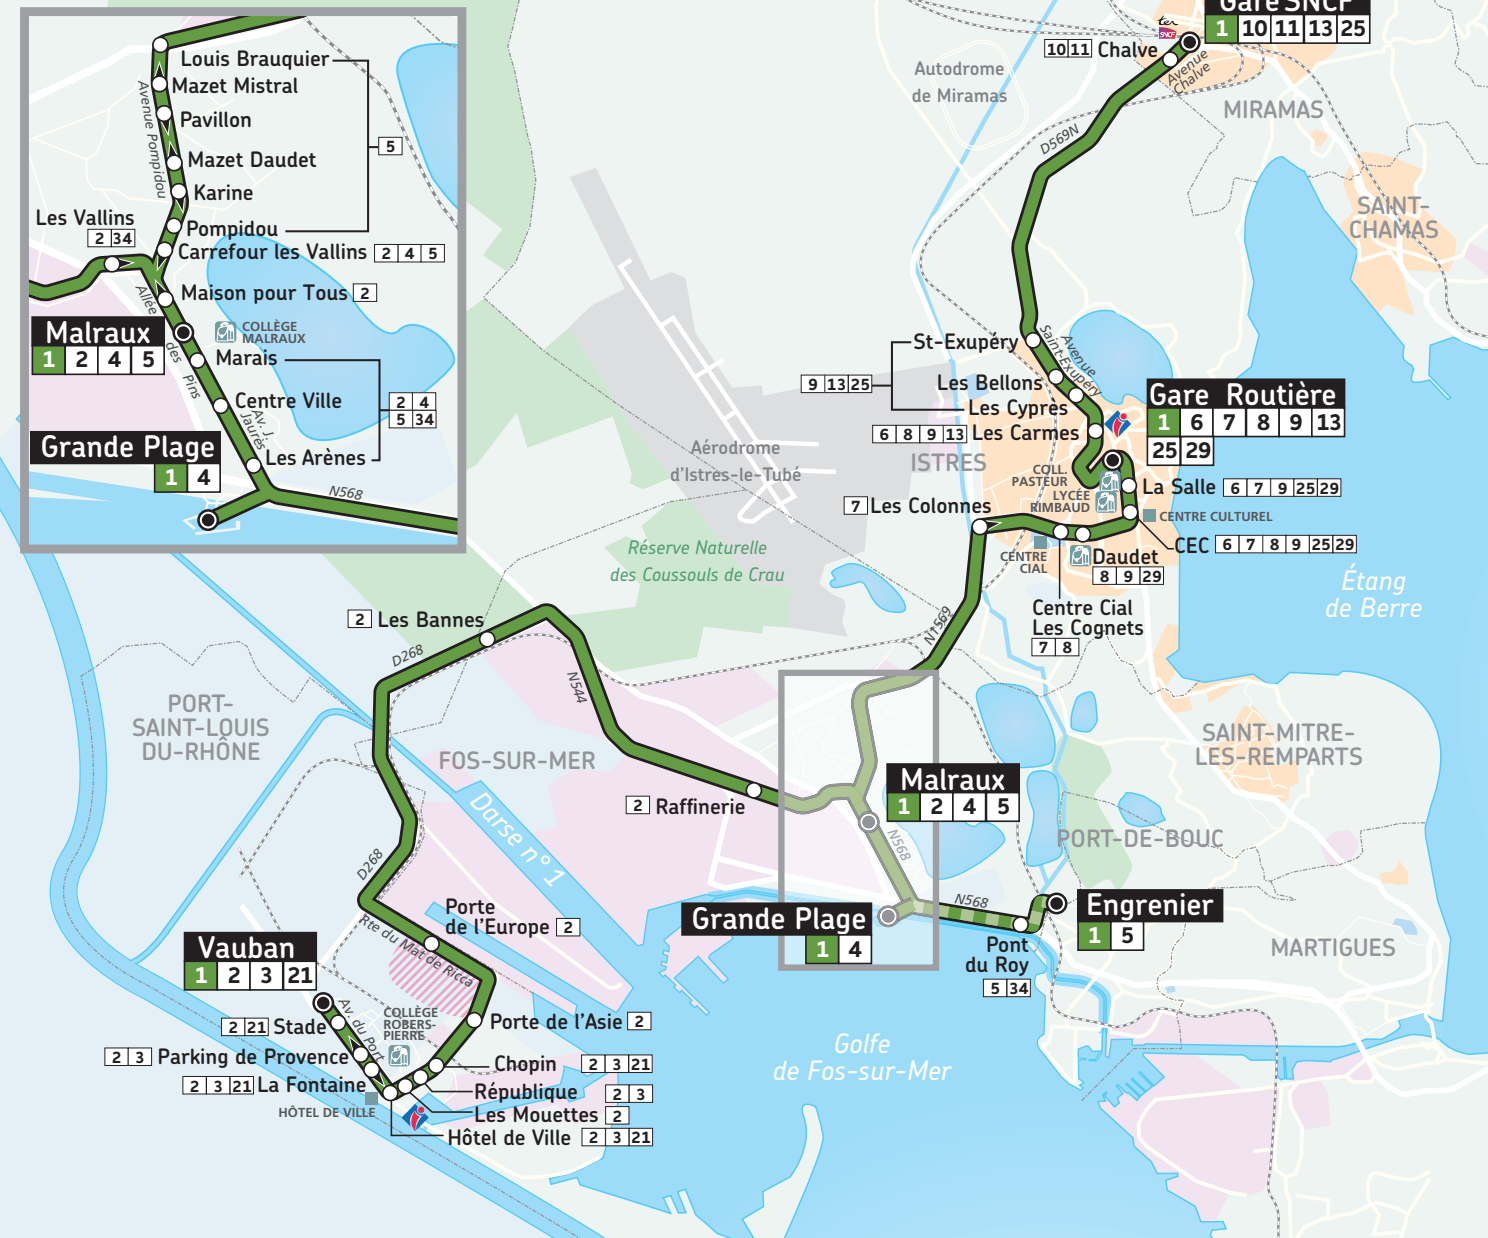 Louis Brauquier
Mazet Mistral
Pavillon
Mazet Daudet
Karine
Pompidou
5
Avenue Pompidou
Les Vallins
2 34
Carrefour les Vallins 2 4 5
Maison pour Tous 2
Allée
des
Pins
COLLÈGE
MALRAUX
Malraux
1 2 4 5
Marais
Centre Ville
2 4
5 34
Av. J.
Jaurès
Les Arènes
Grande Plage
1 4
N568
Gare SNCF
1 10 11 13 25
ter
SNCF
10 11 Chalve
Avenue
Chalve
Autodrome
de Miramas
MIRAMAS
D569N
SAINT-
CHAMAS
St-Exupéry
Avenue
Saint-Exupéry
9 13 25
Les Bellons
Les Cyprès
6 8 9 13 Les Carmes
Gare Routière
1 6 7 8 9 13
25 29
ISTRES
COLL.
PASTEUR
LYCÉE
RIMBAUD
La Salle 6 7 9 25 29
CENTRE CULTUREL
CEC 6 7 8 9 25 29
7 Les Colonnes
CENTRE
CIAL
Daudet
8 9 29
Centre Cial
Les Cognets
7 8
Aérodrome
d'Istres-le-Tubé
Réserve Naturelle
des Coussouls de Crau
Étang
de Berre
N1569
2 Les Bannes
D268
N544
PORT-
SAINT-LOUIS
DU-RHÔNE
FOS-SUR-MER
Darse n° 1
2 Raffinerie
Malraux
1 2 4 5
N568
SAINT-MITRE-
LES-REMPARTS
PORT-DE-BOUC
D268
Grande Plage
1 4
N568
Engrenier
1 5
Pont
du Roy
5 34
MARTIGUES
Porte
de l'Europe 2
Rte du Mat de Ricca
Vauban
1 2 3 21
Av. du Port
COLLÈGE
ROBERS-
PIERRE
2 21 Stade
Porte de l'Asie 2
2 3 Parking de Provence
Chopin 2 3 21
2 3 21 La Fontaine
République 2 3
HÔTEL DE VILLE
Les Mouettes 2
Hôtel de Ville 2 3 21
Golfe
de Fos-sur-Mer